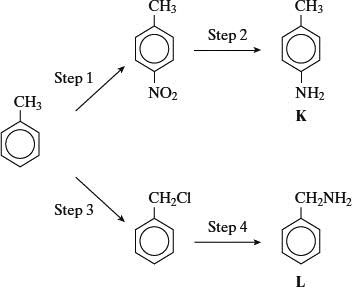 CH₃
CH₃
Step 2
Step 1
NO₂
NH₂
K
CH₃
CH₂Cl
CH₂NH₂
Step 3
Step 4
L